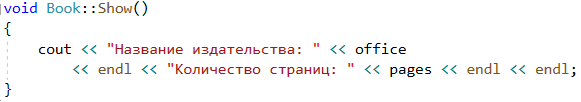 void Book::Show()
{
cout << "Название издательства: " << office
<< endl << "Количество страниц: " << pages << endl << endl;
}